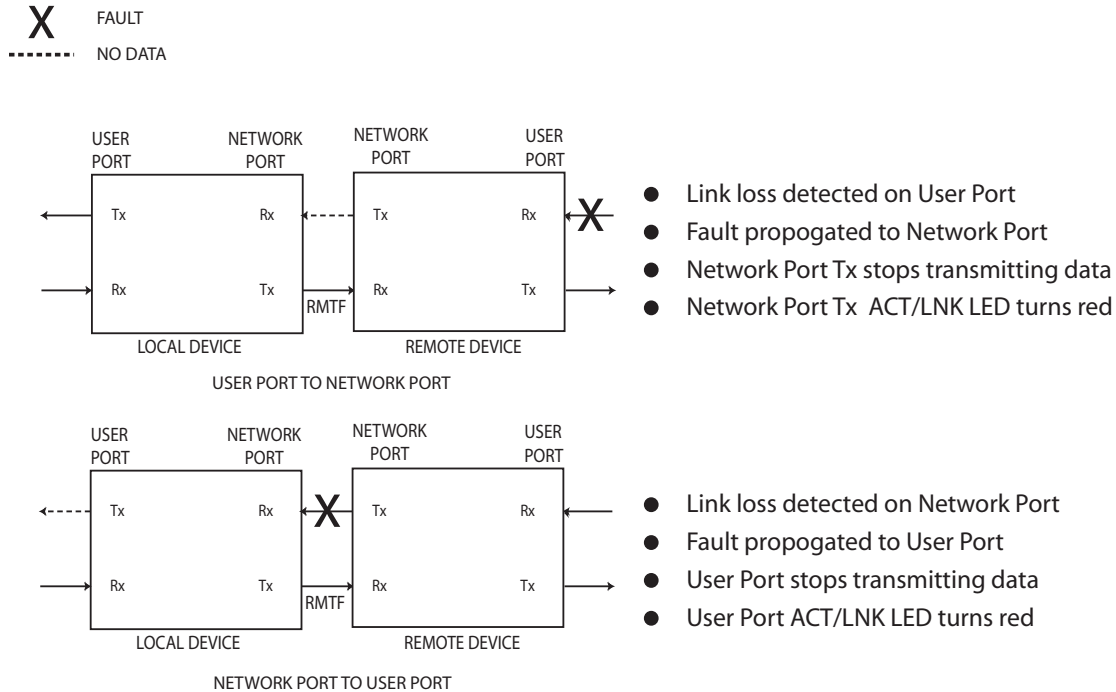 X FAULT
NO DATA
USER PORT
NETWORK PORT
NETWORK PORT
USER PORT
Tx Rx Tx Rx
X
Rx Tx Rx Tx
RMTF
LOCAL DEVICE
REMOTE DEVICE
USER PORT TO NETWORK PORT
● Link loss detected on User Port
● Fault propogated to Network Port
● Network Port Tx stops transmitting data
● Network Port Tx ACT/LNK LED turns red
USER PORT
NETWORK PORT
NETWORK PORT
USER PORT
Tx Rx X Tx Rx
Rx Tx Rx Tx
RMTF
LOCAL DEVICE
REMOTE DEVICE
NETWORK PORT TO USER PORT
● Link loss detected on Network Port
● Fault propogated to User Port
● User Port stops transmitting data
● User Port ACT/LNK LED turns red